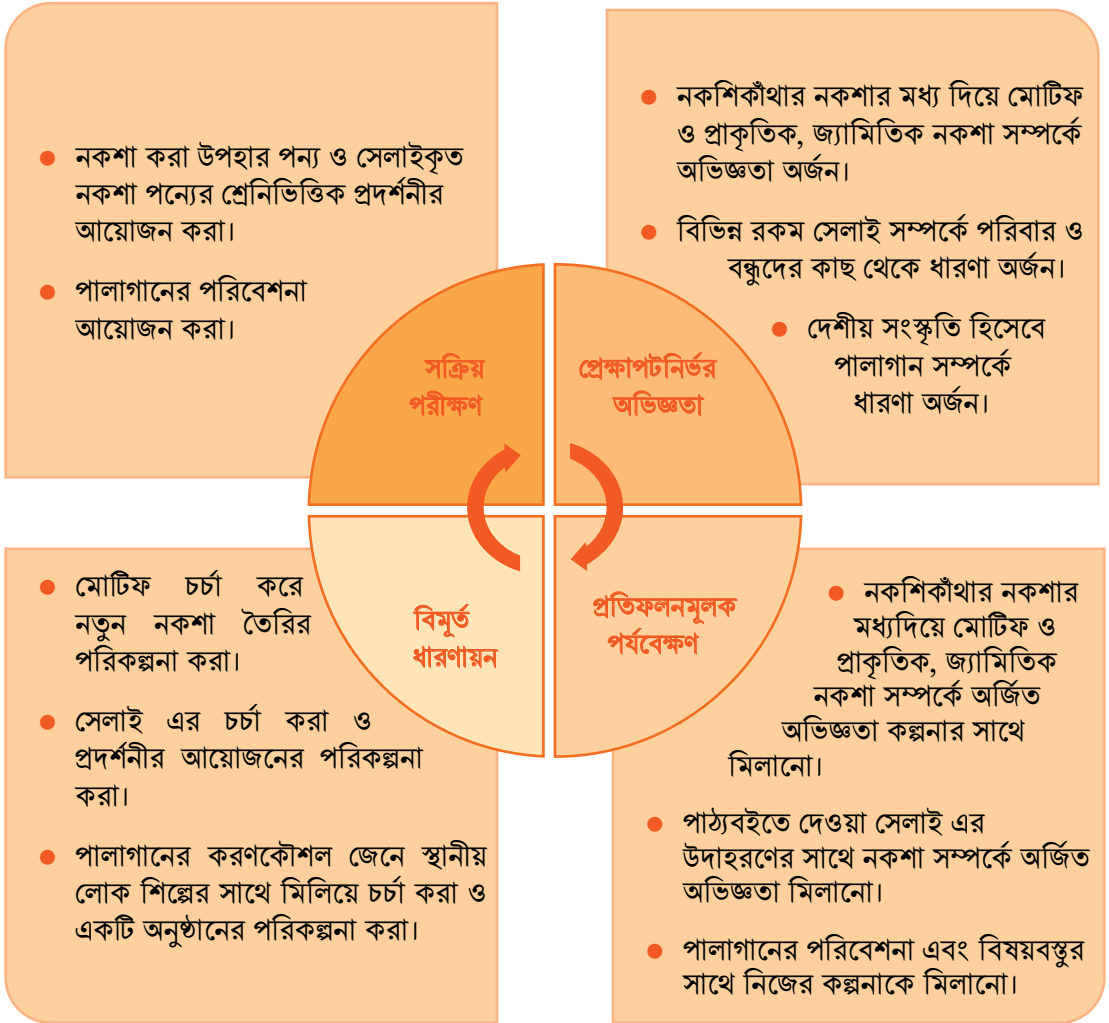 নকশা করা উপহার পন্য ও সেলাইকৃত
নকশা পন্যের শ্রেনিভিত্তিক প্রদর্শনীর
আয়োজন করা।
পালাগানের পরিবেশনা
আয়োজন করা।
নকশিকাঁথার নকশার মধ্য দিয়ে মোটিফ
ও প্রাকৃতিক, জ্যামিতিক নকশা সম্পর্কে
অভিজ্ঞতা অর্জন।
বিভিন্ন রকম সেলাই সম্পর্কে পরিবার ও
বন্ধুদের কাছ থেকে ধারণা অর্জন।
দেশীয় সংস্কৃতি হিসেবে
পালাগান সম্পর্কে
ধারণা অর্জন।
সক্রিয়
পরীক্ষণ
প্রেক্ষাপটনির্ভর
অভিজ্ঞতা
বিমূর্ত
ধারণায়ন
প্রতিফলনমূলক
পর্যবেক্ষণ
মোটিফ চর্চা করে
নতুন নকশা তৈরির
পরিকল্পনা করা।
সেলাই এর চর্চা করা ও
প্রদর্শনীর আয়োজনের পরিকল্পনা
করা।
পালাগানের করণকৌশল জেনে স্থানীয়
লোক শিল্পের সাথে মিলিয়ে চর্চা করা ও
একটি অনুষ্ঠানের পরিকল্পনা করা।
নকশিকাঁথার নকশার
মধ্যদিয়ে মোটিফ ও
প্রাকৃতিক, জ্যামিতিক
নকশা সম্পর্কে অর্জিত
অভিজ্ঞতা কল্পনার সাথে
মিলানো।
পাঠ্যবইতে দেওয়া সেলাই এর
উদাহরণের সাথে নকশা সম্পর্কে অর্জিত
অভিজ্ঞতা মিলানো।
পালাগানের পরিবেশনা এবং বিষয়বস্তুর
সাথে নিজের কল্পনাকে মিলানো।